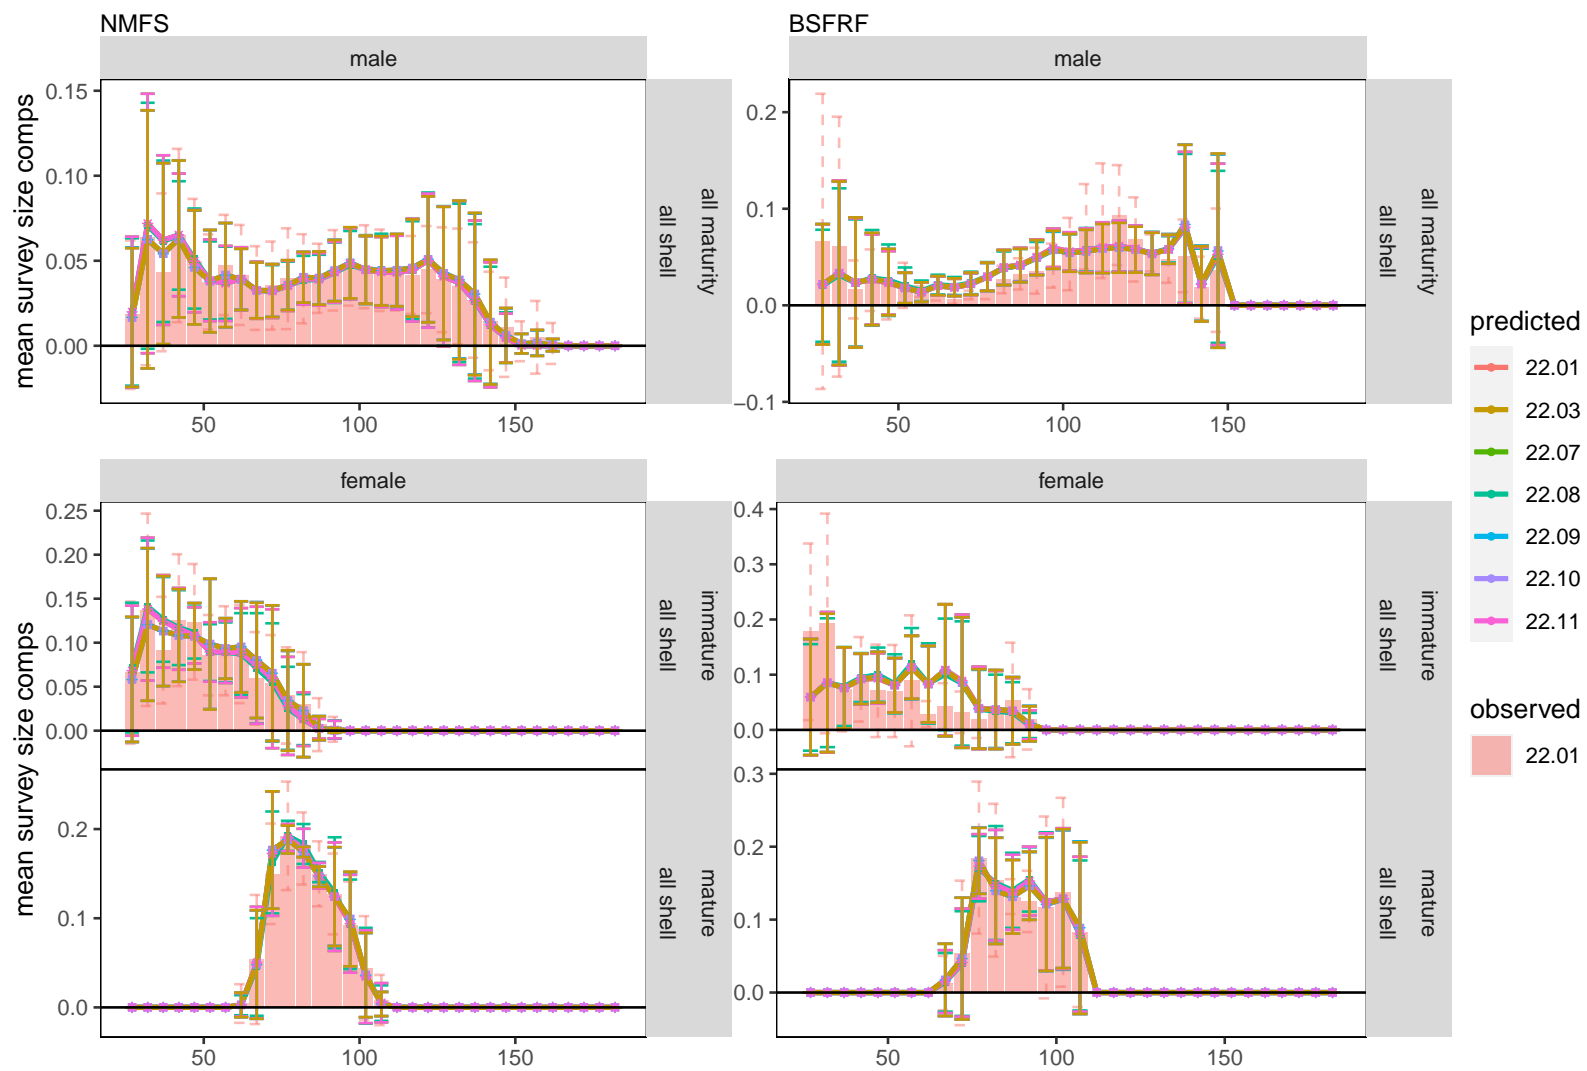 NMFS
BSFRF
male
male
mean survey size comps
0.15
0.10
0.05
0.00
all maturity
all shell
50
100
150
0.2
0.1
0.0
−0.1
all maturity
all shell
50
100
150
female
female
mean survey size comps
0.25
0.20
0.15
0.10
0.05
0.00
immature
all shell
0.4
0.3
0.2
0.1
0.0
immature
all shell
0.2
0.1
0.0
mature
all shell
50
100
150
0.3
0.2
0.1
0.0
mature
all shell
50
100
150
predicted
22.01
22.03
22.07
22.08
22.09
22.10
22.11
observed
22.01